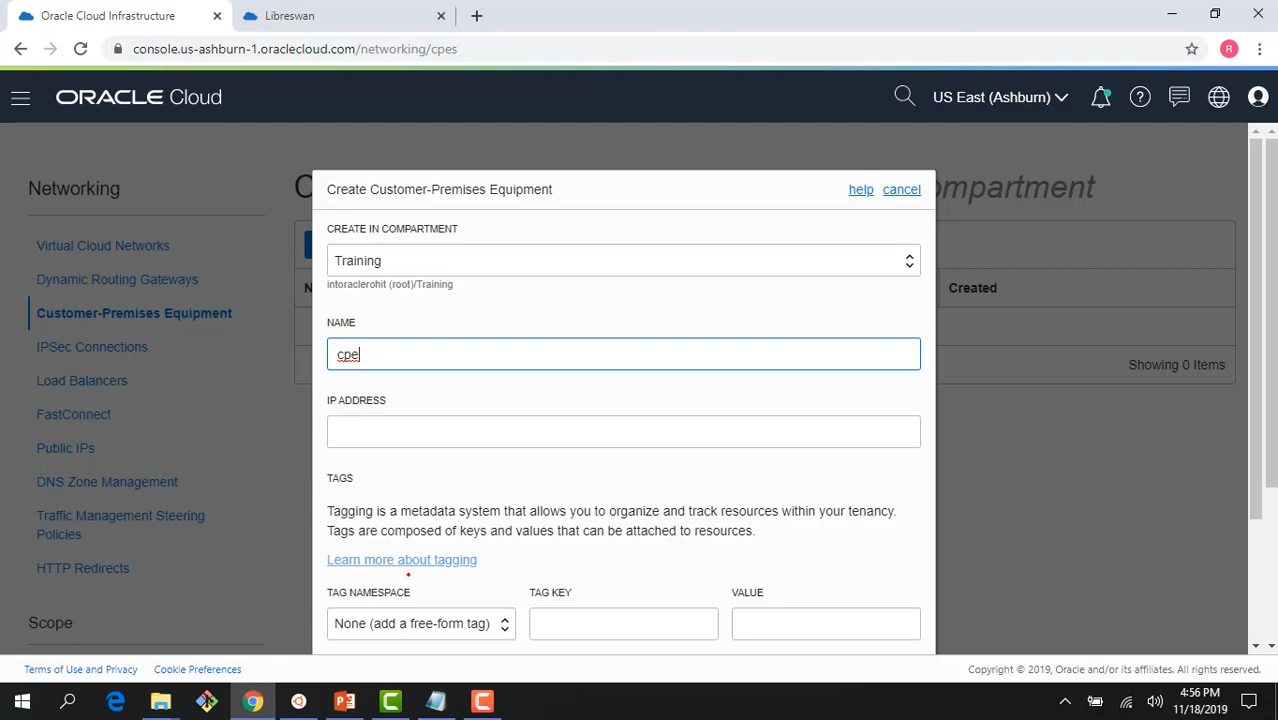 Oracle Cloud Infrastructure
Libreswan
console.us-ashburn-1.oraclecloud.com/networking/cpes
R
ORACLE Cloud
US East (Ashburn)
Networking
Virtual Cloud Networks
Dynamic Routing Gateways
Customer-Premises Equipment
IPSec Connections
Load Balancers
FastConnect
Public IPs
DNS Zone Management
Traffic Management Steering
Policies
HTTP Redirects
Scope
C
ompartment
N
Created
Showing 0 Items
Create Customer-Premises Equipment
help
cancel
CREATE IN COMPARTMENT
Training
intoraclerohit (root)/Training
NAME
cpe
IP ADDRESS
TAGS
Tagging is a metadata system that allows you to organize and track resources within your tenancy.
Tags are composed of keys and values that can be attached to resources.
Learn more about tagging
TAG NAMESPACE
TAG KEY
VALUE
None (add a free-form tag)
Terms of Use and Privacy
Cookie Preferences
Copyright © 2019, Oracle and/or its affiliates. All rights reserved.
4:56 PM
11/18/2019